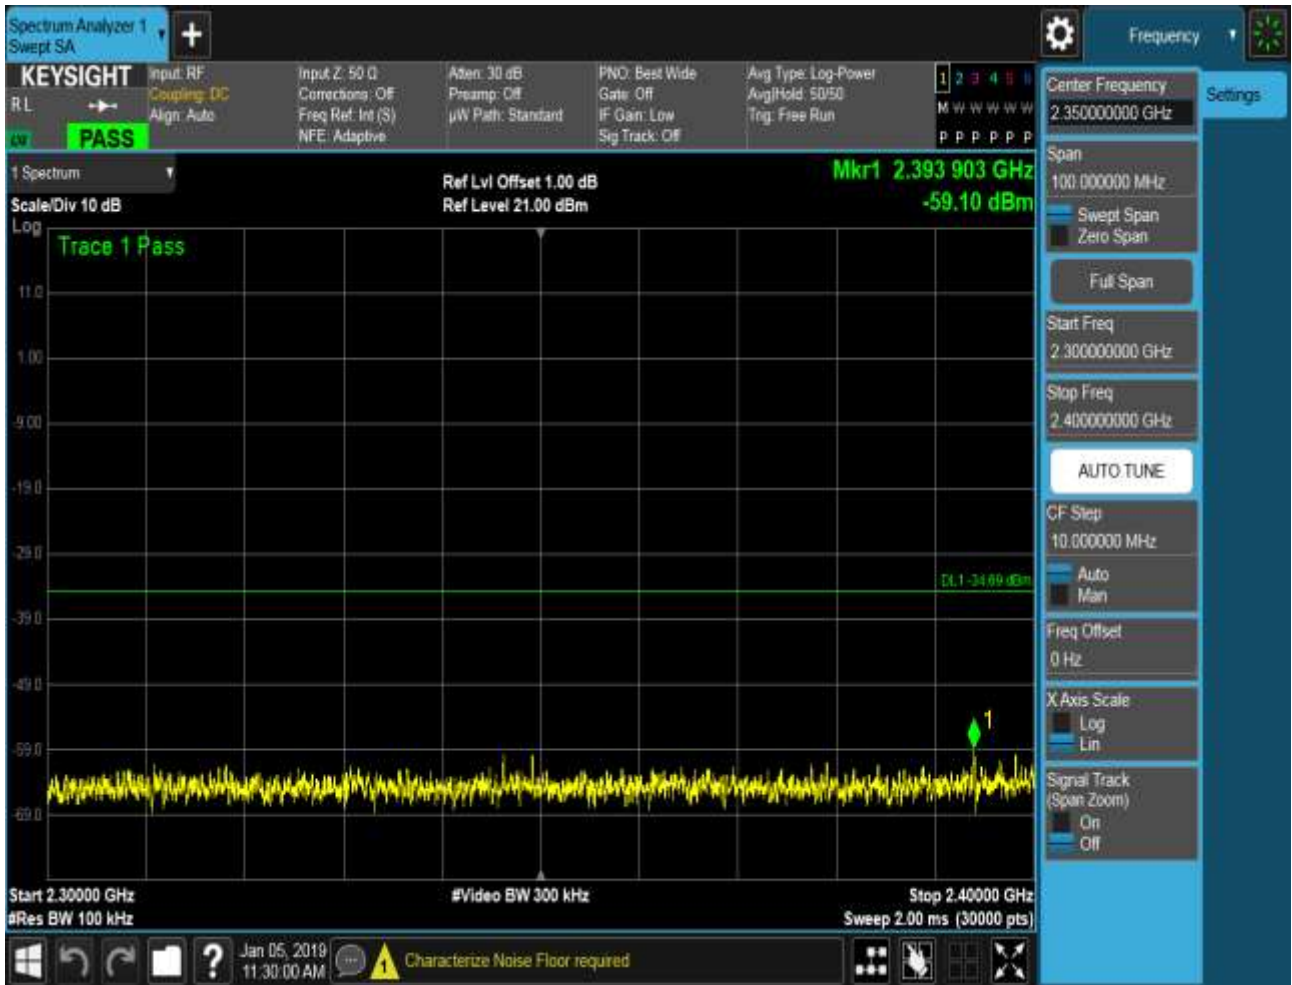 Spectrum Analyzer 1
Swept SA
+
Frequency
KEYSIGHT
R L
PASS
Input: RF
Coupling: DC
Align: Auto
Input Z: 50 Ω
Corrections: Off
Freq Ref: Int (S)
NFE: Adaptive
Atten: 30 dB
Preamp: Off
µW Path: Standard
PNO: Best Wide
Gate: Off
IF Gain: Low
Sig Track: Off
Avg Type: Log-Power
Avg|Hold: 50/50
Trig: Free Run
1 2 3 4 5 6
M W W W W W
P P P P P P
1 Spectrum
Scale/Div 10 dB
Log
Ref Lvl Offset 1.00 dB
Ref Level 21.00 dBm
Mkr1 2.393 903 GHz
-59.10 dBm
Trace 1 Pass
11.0
1.00
-9.00
-19.0
-29.0
DL1 -34.69 dBm
-39.0
-49.0
1
-59.0
-69.0
Start 2.30000 GHz
#Res BW 100 kHz
#Video BW 300 kHz
Stop 2.40000 GHz
Sweep 2.00 ms (30000 pts)
Center Frequency
2.350000000 GHz
Settings
Span
100.000000 MHz
Swept Span
Zero Span
Full Span
Start Freq
2.300000000 GHz
Stop Freq
2.400000000 GHz
AUTO TUNE
CF Step
10.000000 MHz
Auto
Man
Freq Offset
0 Hz
X Axis Scale
Log
Lin
Signal Track
(Span Zoom)
On
Off
?
Jan 05, 2019
11:30:00 AM
1
Characterize Noise Floor required